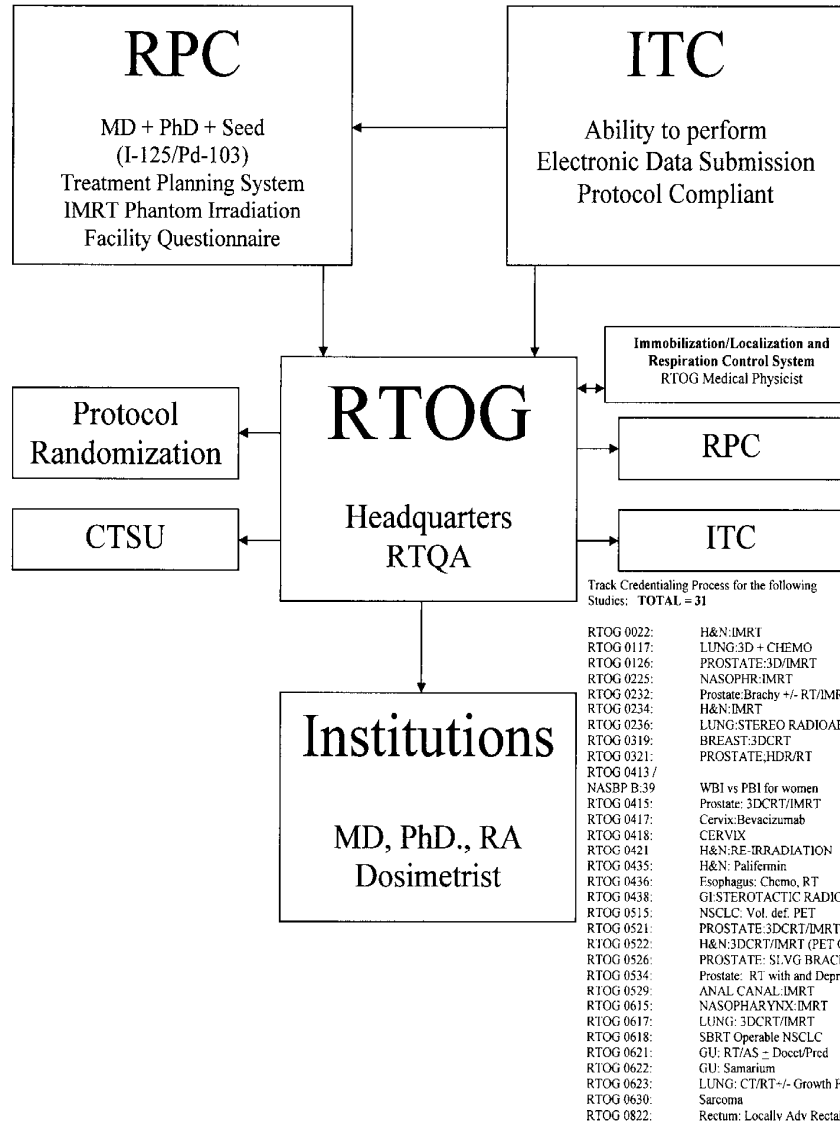 RPC
MD + PhD + Seed
(I-125/Pd-103)
Treatment Planning System
IMRT Phantom Irradiation
Facility Questionnaire
ITC
Ability to perform
Electronic Data Submission
Protocol Compliant
Immobilization/Localization and
Respiration Control System
RTOG Medical Physicist
RTOG
Headquarters
RTQA
Protocol
Randomization
CTSU
RPC
ITC
Institutions
MD, PhD., RA
Dosimetrist
Track Credentialing Process for the following
Studies: TOTAL = 31
RTOG 0022: H&N:IMRT
RTOG 0117: LUNG:3D + CHEMO
RTOG 0126: PROSTATE:3D/IMRT
RTOG 0225: NASOPHR:IMRT
RTOG 0232: Prostate:Brachy +/- RT/IMR
RTOG 0234: H&N:IMRT
RTOG 0236: LUNG:STEREO RADIOAB
RTOG 0319: BREAST:3DCRT
RTOG 0321: PROSTATE;HDR/RT
RTOG 0413 /
NASBP B:39 WBI vs PBI for women
RTOG 0415: Prostate: 3DCRT/IMRT
RTOG 0417: Cervix:Bevacizumab
RTOG 0418: CERVIX
RTOG 0421 H&N:RE-IRRADIATION
RTOG 0435: H&N: Palifermin
RTOG 0436: Esophagus: Chemo, RT
RTOG 0438: GI:STEROTACTIC RADIO
RTOG 0515: NSCLC: Vol. def. PET
RTOG 0521: PROSTATE:3DCRT/IMRT
RTOG 0522: H&N:3DCRT/IMRT (PET
RTOG 0526: PROSTATE: SLVG BRAC
RTOG 0534: Prostate: RT with and Depr
RTOG 0529: ANAL CANAL:IMRT
RTOG 0615: NASOPHARYNX:IMRT
RTOG 0617: LUNG: 3DCRT/IMRT
RTOG 0618: SBRT Operable NSCLC
RTOG 0621: GU: RT/AS ± Docet/Pred
RTOG 0622: GU: Samarium
RTOG 0623: LUNG: CT/RT+/- Growth F
RTOG 0630: Sarcoma
RTOG 0822: Rectum: Locally Adv Recta